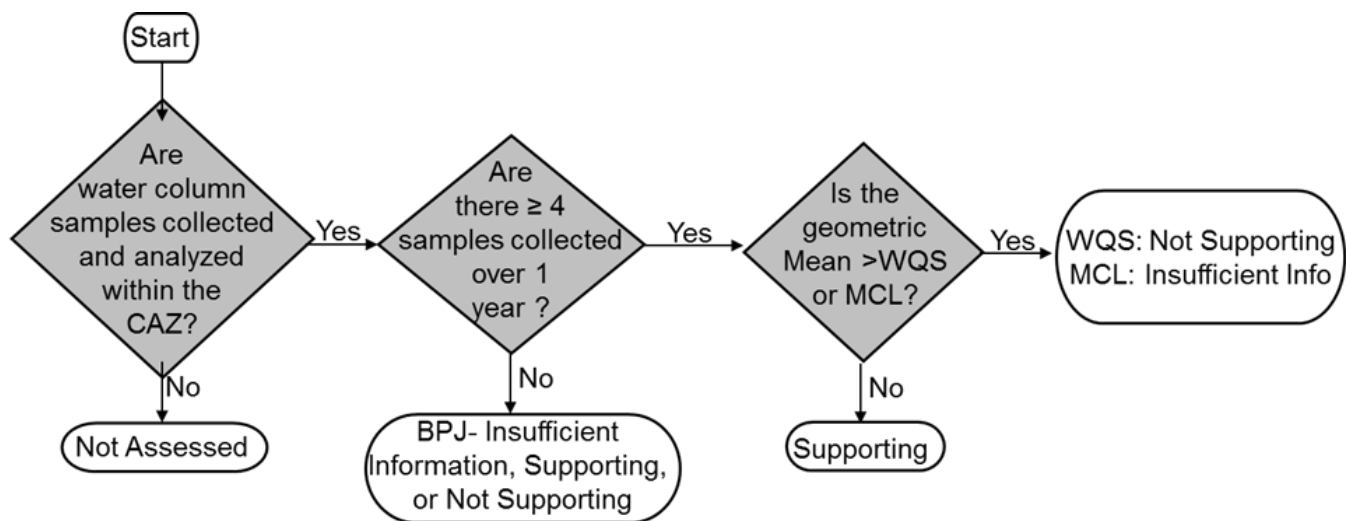 Start
Are
water column
samples collected
and analyzed
within the
CAZ?
Yes
No
Not Assessed
Are
there ≥ 4
samples collected
over 1
year ?
Yes
No
BPJ- Insufficient
Information, Supporting,
or Not Supporting
Is the
geometric
Mean >WQS
or MCL?
Yes
No
Supporting
WQS: Not Supporting
MCL: Insufficient Info